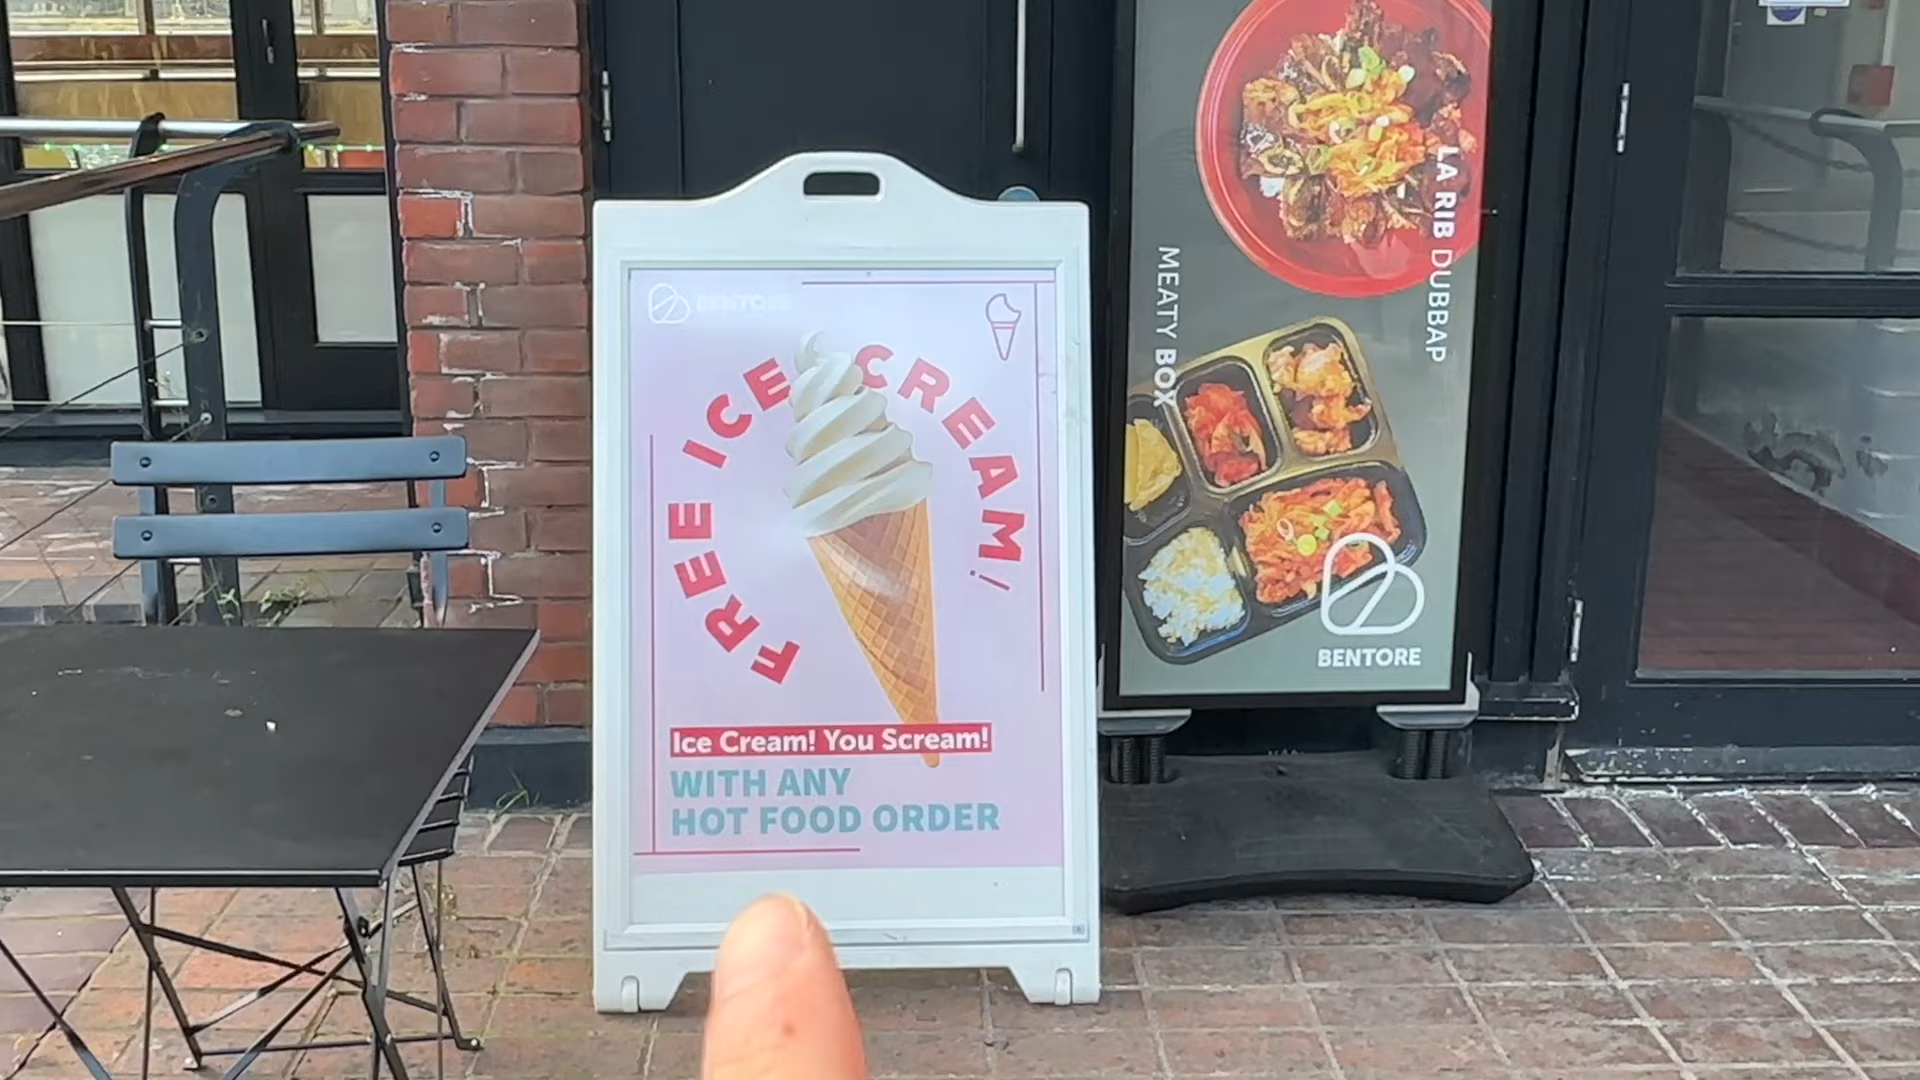 BENTORE
FREE ICE CREAM!
Ice Cream! You Scream!
WITH ANY
HOT FOOD ORDER
LA RIB DUBBAP
MEATY BOX
BENTORE